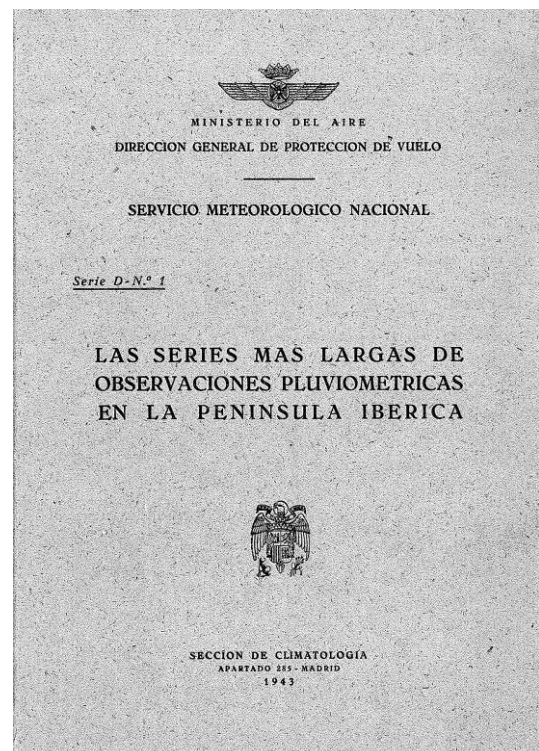 MINISTERIO DEL AIRE
DIRECCION GENERAL DE PROTECCION DE VUELO
SERVICIO METEOROLOGICO NACIONAL
Serie D-N.º 1
LAS SERIES MAS LARGAS DE
OBSERVACIONES PLUVIOMETRICAS
EN LA PENINSULA IBERICA
SECCION DE CLIMATOLOGIA
APARTADO 285 - MADRID
1943